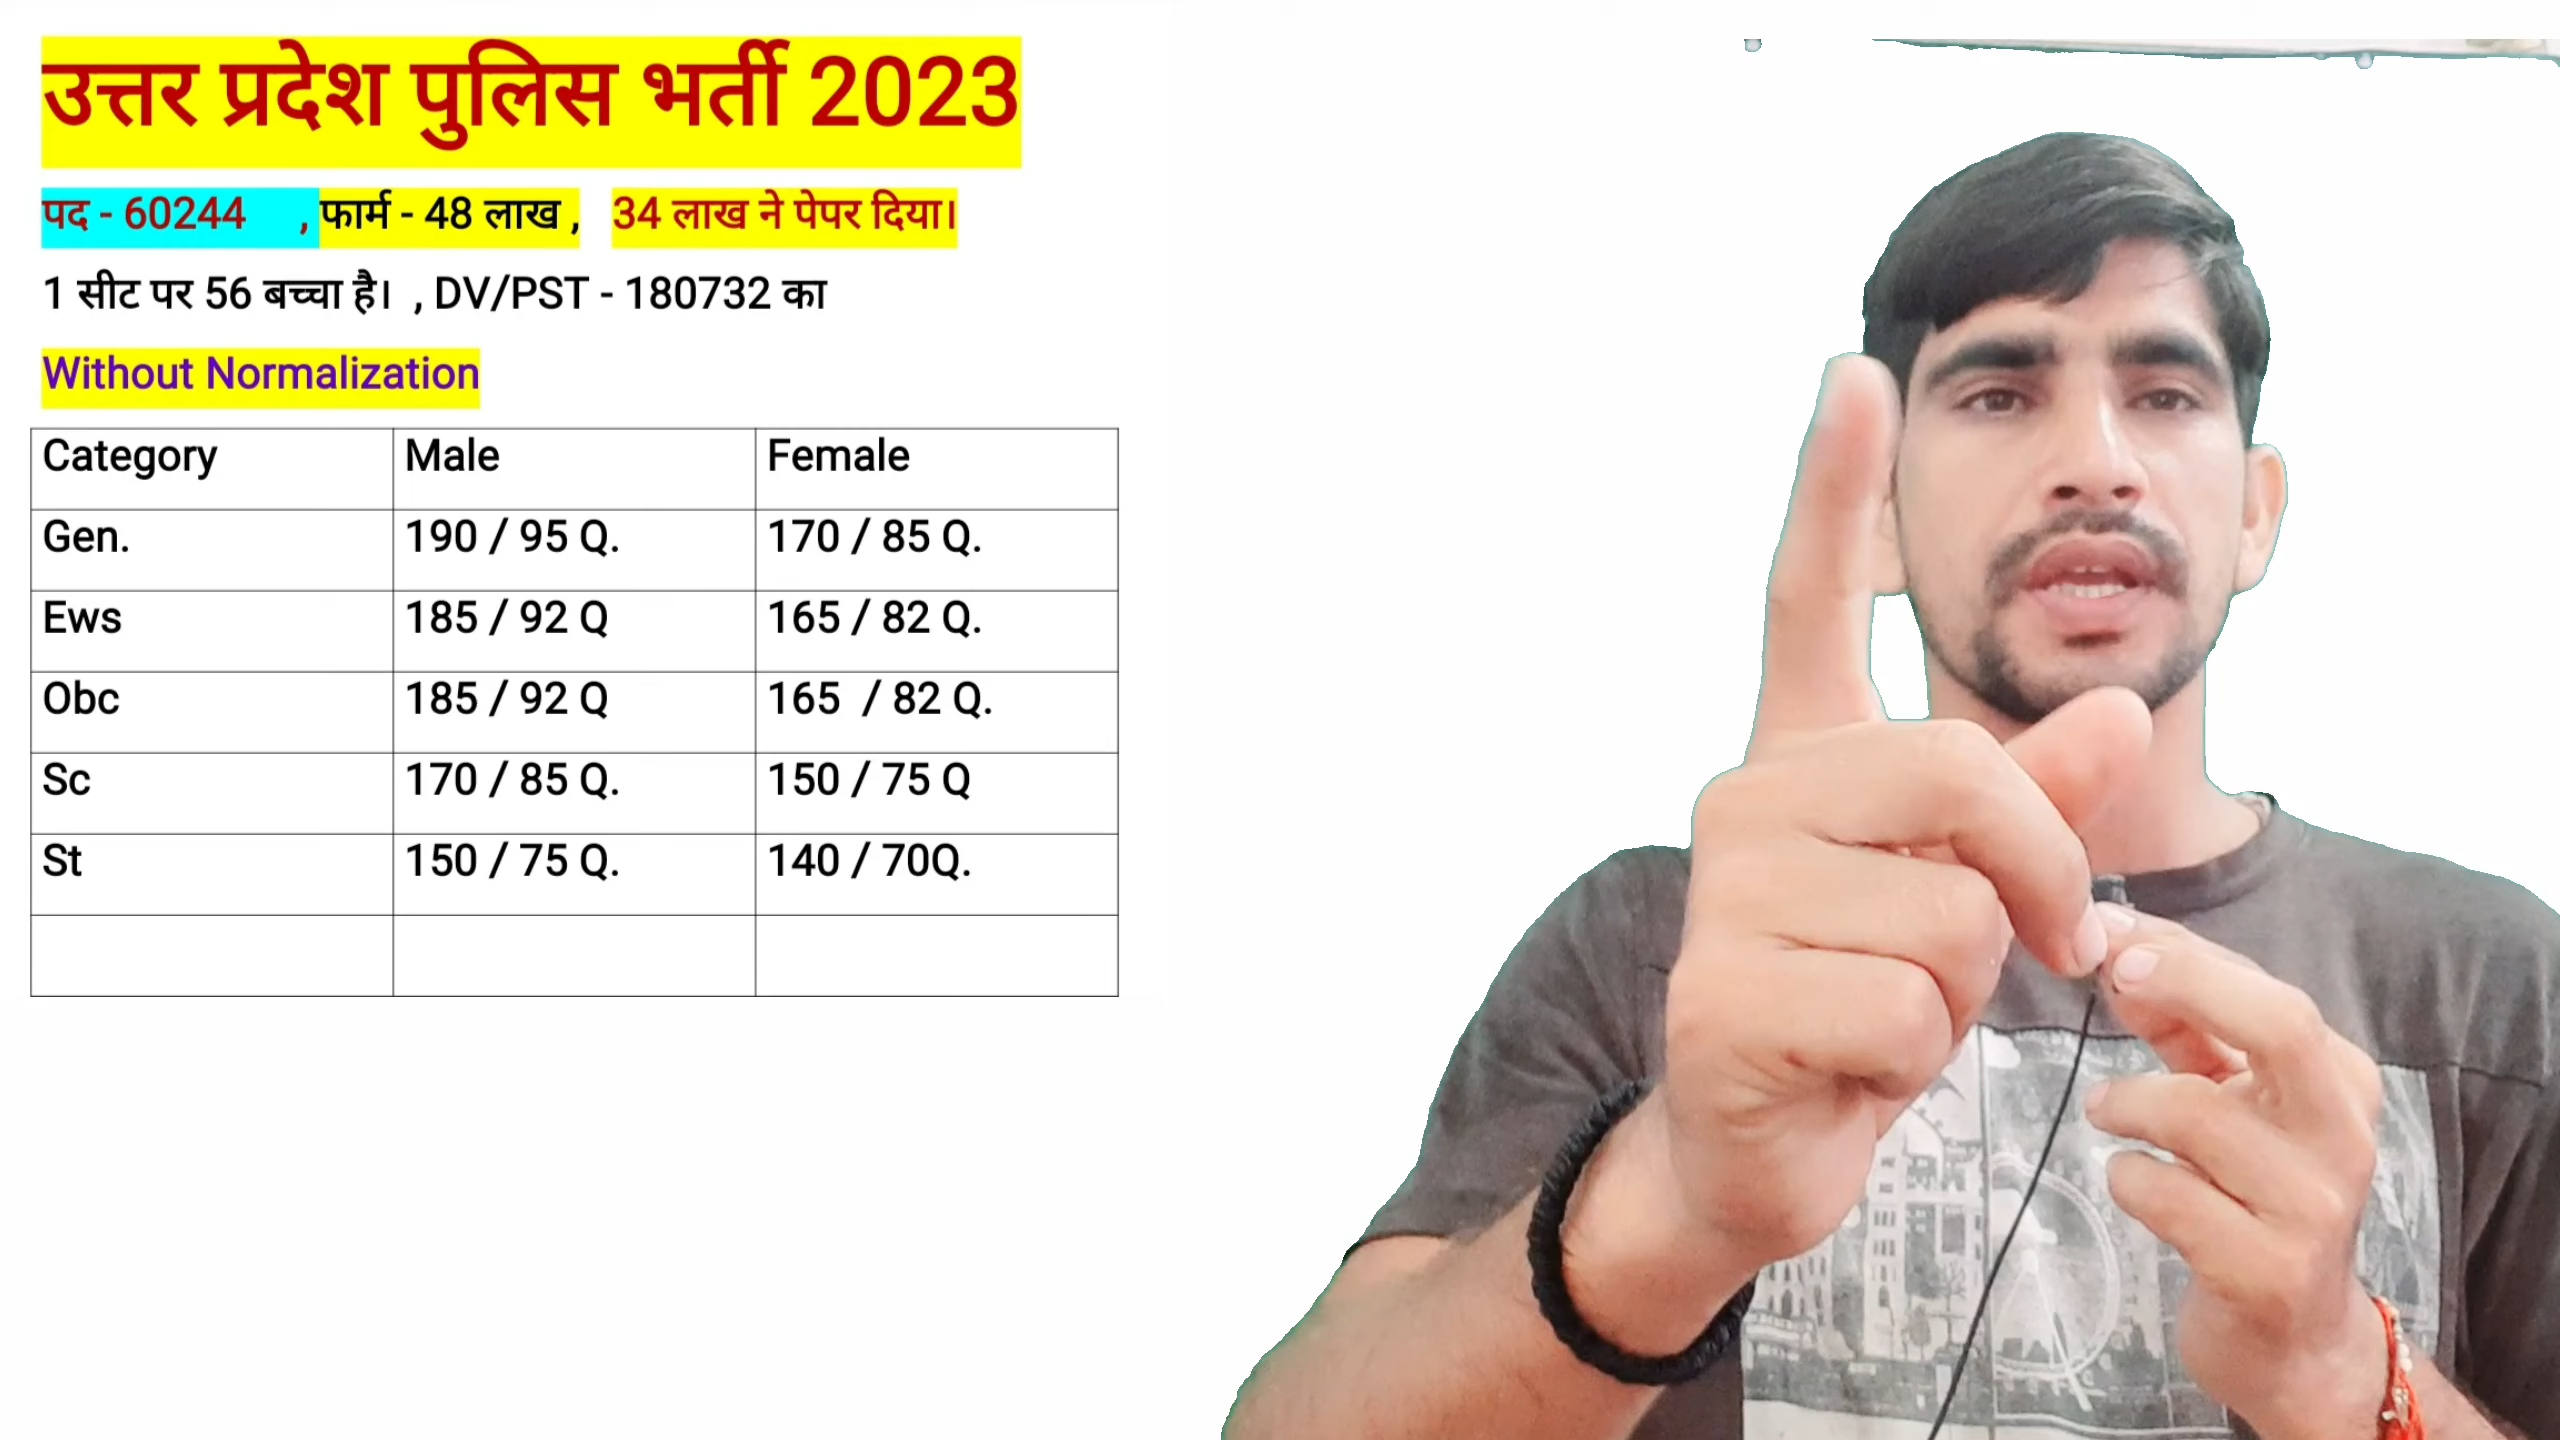 उत्तर प्रदेश पुलिस भर्ती 2023
पद - 60244 , फार्म - 48 लाख , 34 लाख ने पेपर दिया।
1 सीट पर 56 बच्चा है। , DV/PST - 180732 का
Without Normalization
Category Male Female
Gen. 190 / 95 Q. 170 / 85 Q.
Ews 185 / 92 Q 165 / 82 Q.
Obc 185 / 92 Q 165 / 82 Q.
Sc 170 / 85 Q. 150 / 75 Q
St 150 / 75 Q. 140 / 70Q.